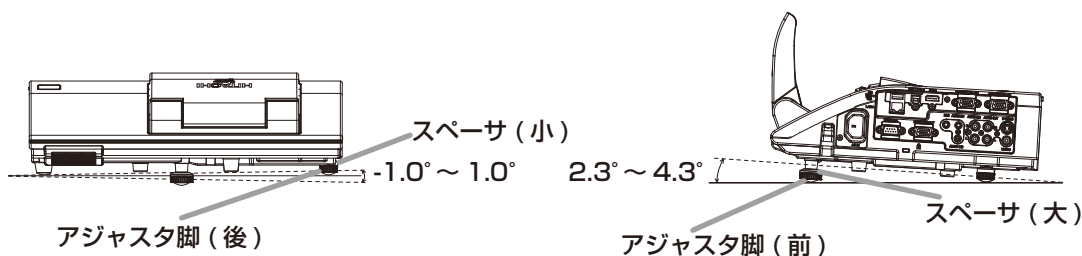 スペーサ ( 小 )
-1.0°～ 1.0°
アジャスタ脚 ( 後 )
2.3°～ 4.3°
スペーサ ( 大 )
アジャスタ脚 ( 前 )